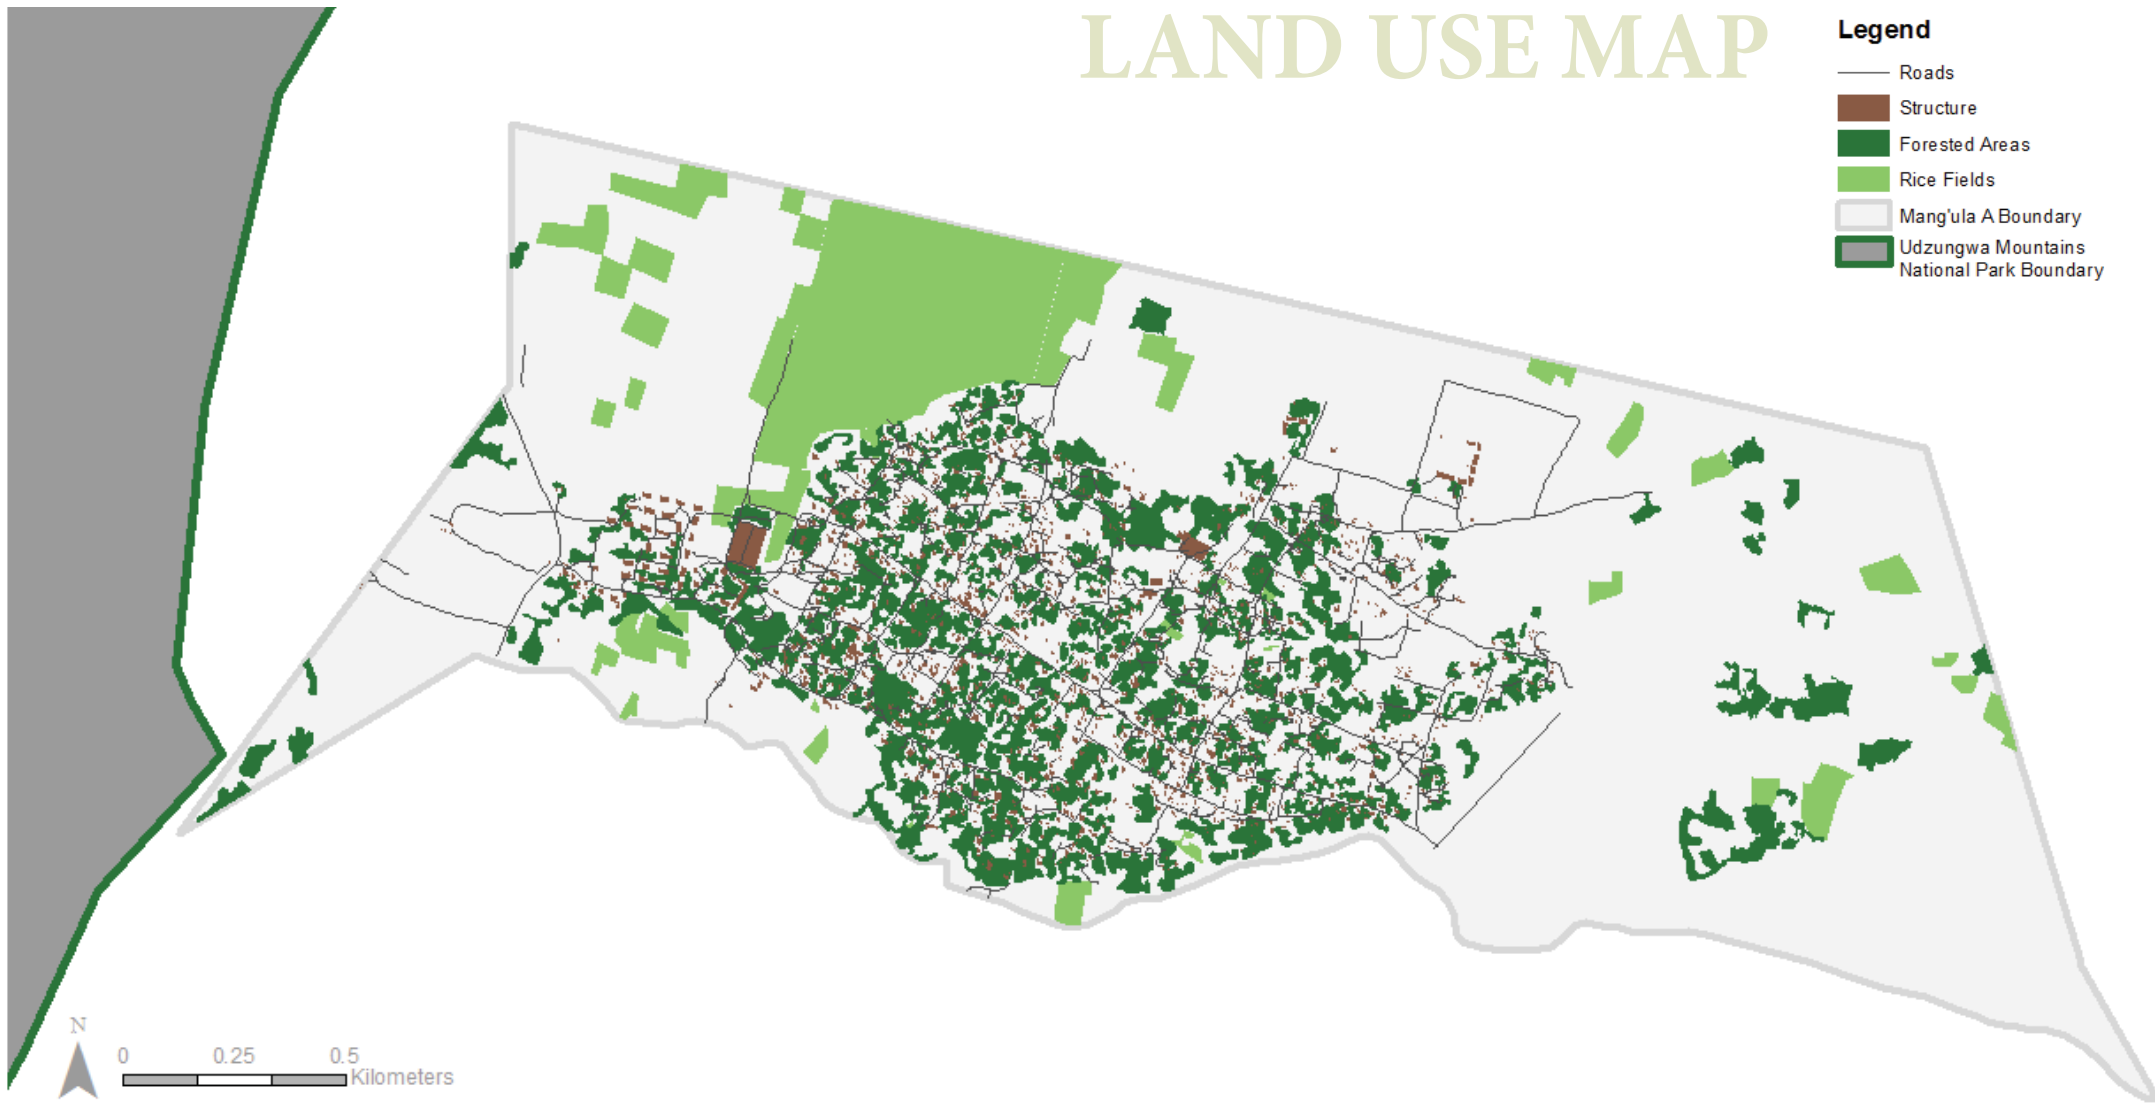 LAND USE MAP
Legend
Roads
Structure
Forested Areas
Rice Fields
Mang'ula A Boundary
Udzungwa Mountains
National Park Boundary
N
0 0.25 0.5
Kilometers